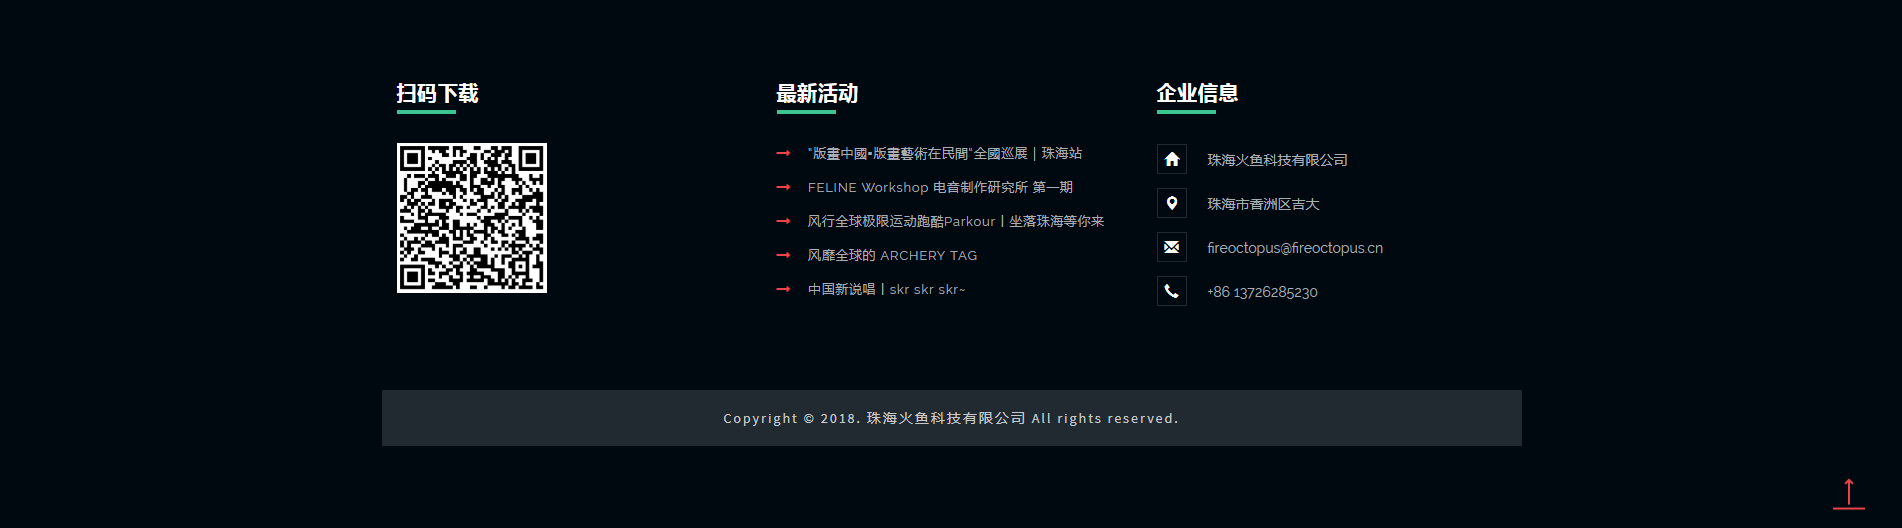 扫码下载
最新活动
"版畫中國▪版畫藝術在民間“全國巡展 | 珠海站
FELINE Workshop 电音制作研究所 第一期
风行全球极限运动跑酷Parkour丨坐落珠海等你来
风靡全球的 ARCHERY TAG
中国新说唱丨skr skr skr~
企业信息
珠海火鱼科技有限公司
珠海市香洲区吉大
fireoctopus@fireoctopus.cn
+86 13726285230
Copyright © 2018. 珠海火鱼科技有限公司 All rights reserved.